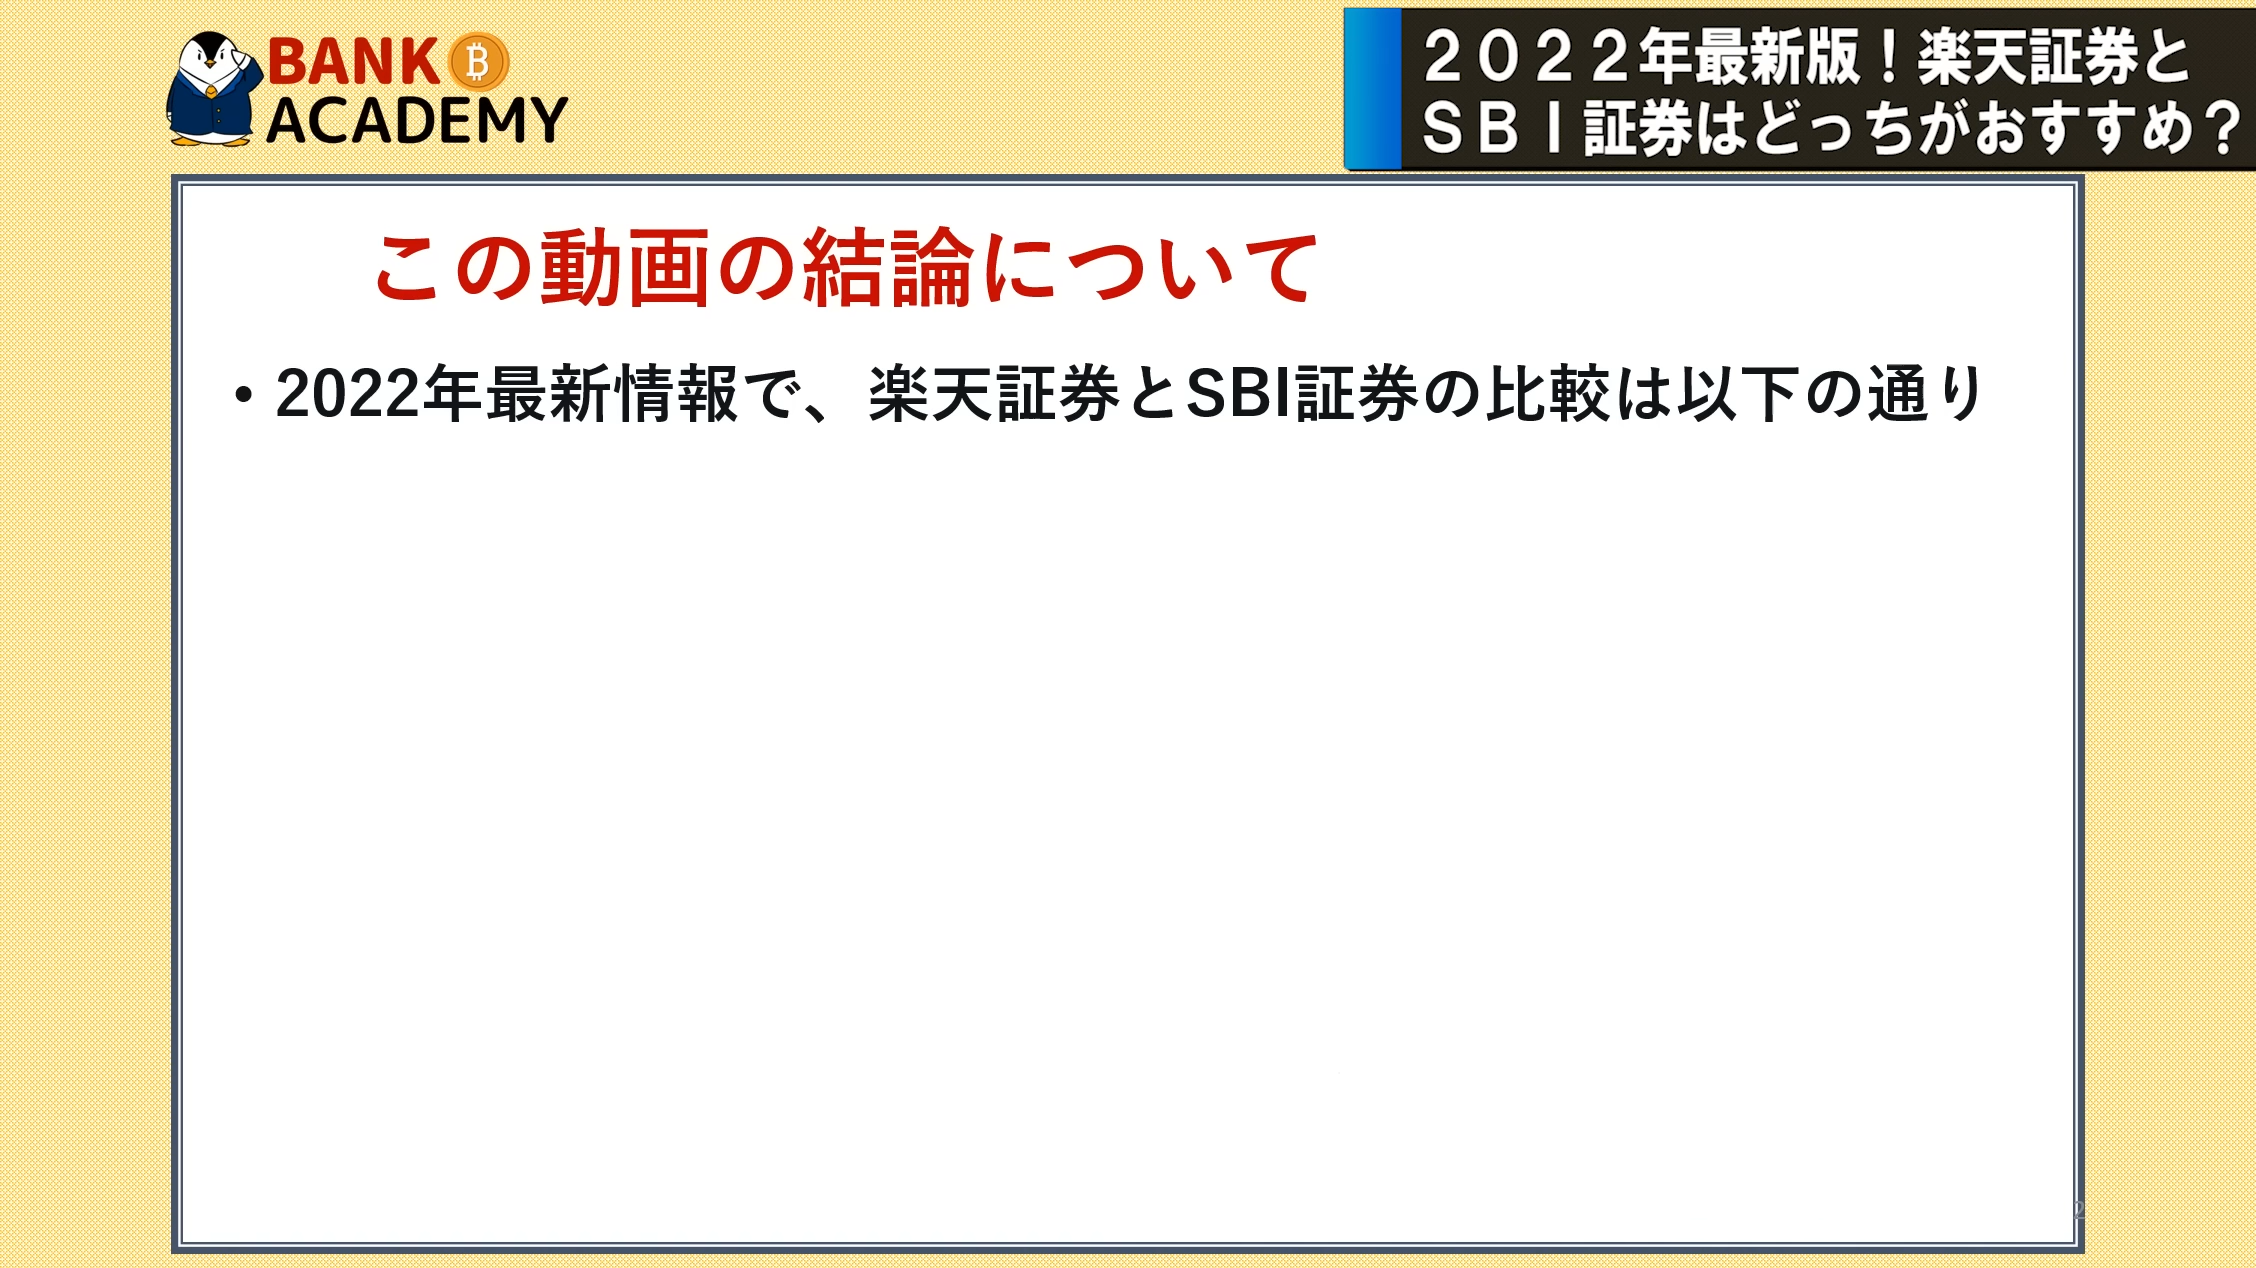 BANK
ACADEMY
２０２２年最新版！楽天証券と
ＳＢＩ証券はどっちがおすすめ？
この動画の結論について
・2022年最新情報で、楽天証券とSBI証券の比較は以下の通り
2